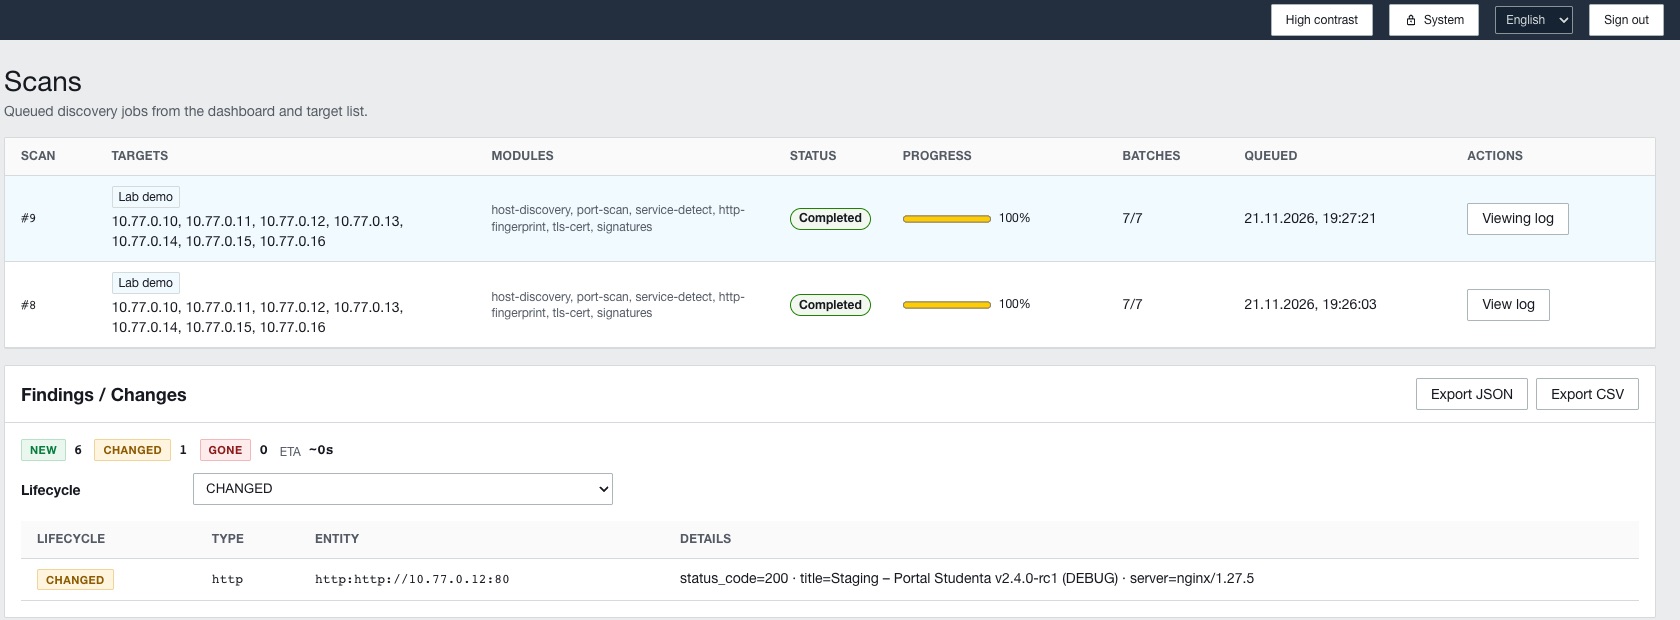 High contrast System English Sign out
Scans
Queued discovery jobs from the dashboard and target list.
SCAN TARGETS MODULES STATUS PROGRESS BATCHES QUEUED ACTIONS
Lab demo
#9 10.77.0.10, 10.77.0.11, 10.77.0.12, 10.77.0.13, host-discovery, port-scan, service-detect, http- Completed 100% 7/7 21.11.2026, 19:27:21 Viewing log
10.77.0.14, 10.77.0.15, 10.77.0.16 fingerprint, tls-cert, signatures
Lab demo
#8 10.77.0.10, 10.77.0.11, 10.77.0.12, 10.77.0.13, host-discovery, port-scan, service-detect, http- Completed 100% 7/7 21.11.2026, 19:26:03 View log
10.77.0.14, 10.77.0.15, 10.77.0.16 fingerprint, tls-cert, signatures
Findings / Changes Export JSON Export CSV
NEW 6 CHANGED 1 GONE 0 ETA ~0s
Lifecycle CHANGED
LIFECYCLE TYPE ENTITY DETAILS
CHANGED http http:http://10.77.0.12:80 status_code=200 · title=Staging – Portal Studenta v2.4.0-rc1 (DEBUG) · server=nginx/1.27.5